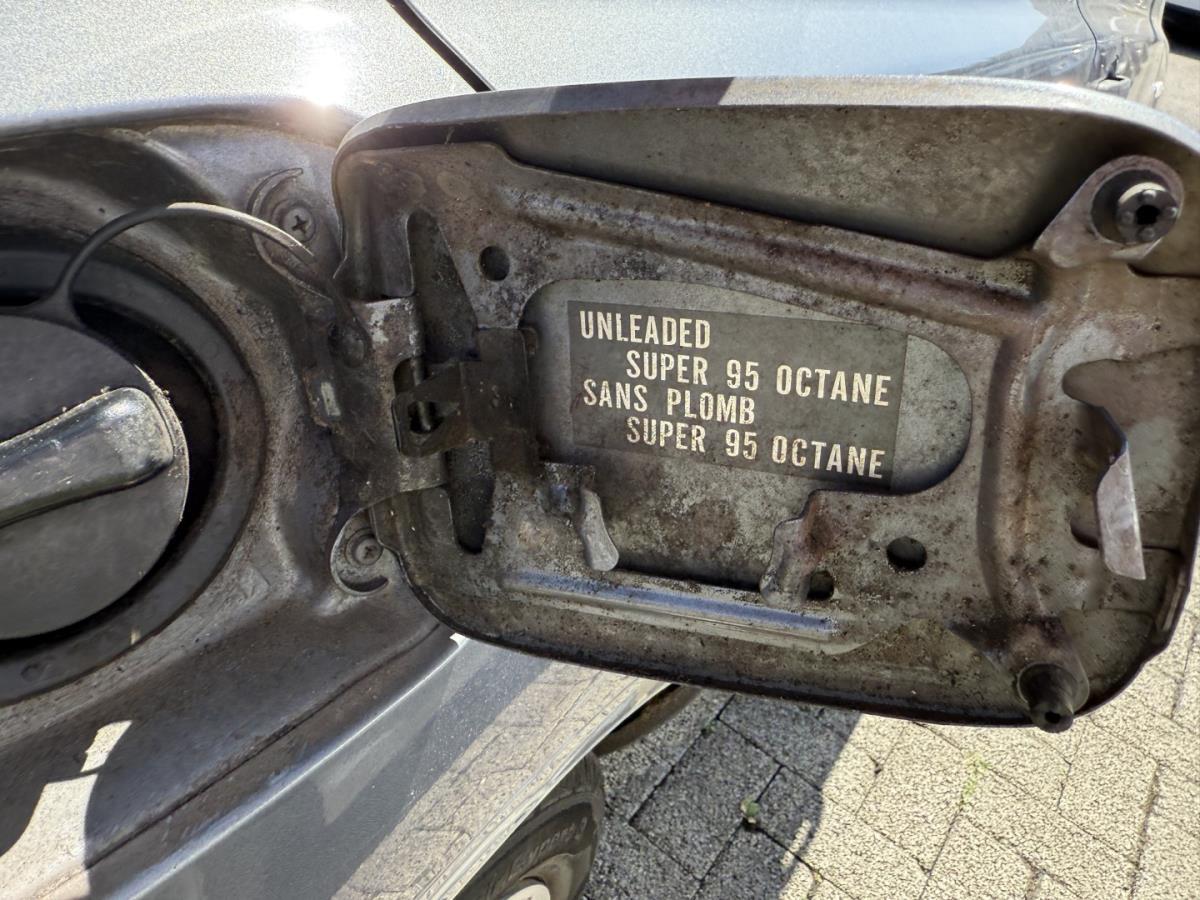 UNLEADED
SUPER 95 OCTANE
SANS PLOMB
SUPER 95 OCTANE